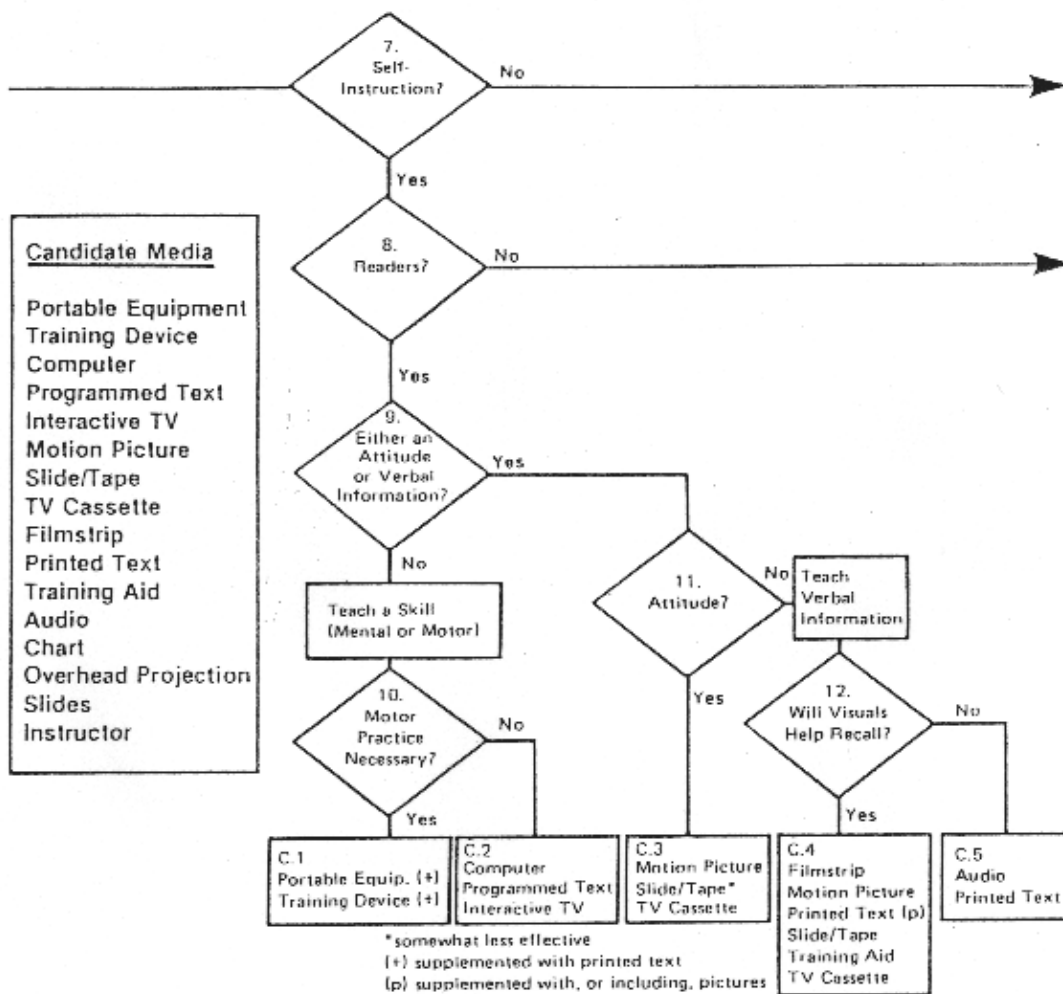 7.
Self-
Instruction?
No
Yes
Candidate Media
Portable Equipment
Training Device
Computer
Programmed Text
Interactive TV
Motion Picture
Slide/Tape
TV Cassette
Filmstrip
Printed Text
Training Aid
Audio
Chart
Overhead Projection
Slides
Instructor
8.
Readers?
No
Yes
9.
Either an
Attitude
or Verbal
Information?
Yes
No
Teach a Skill
(Mental or Motor)
10.
Motor
Practice
Necessary?
No
Yes
11.
Attitude?
No
Yes
Teach
Verbal
Information
12.
Will Visuals
Help Recall?
No
Yes
C.1
Portable Equip. (+)
Training Device (+)
C.2
Computer
Programmed Text
Interactive TV
C.3
Motion Picture
Slide/Tape*
TV Cassette
C.4
Filmstrip
Motion Picture
Printed Text (p)
Slide/Tape
Training Aid
TV Cassette
C.5
Audio
Printed Text
*somewhat less effective
(+) supplemented with printed text
(p) supplemented with, or including, pictures